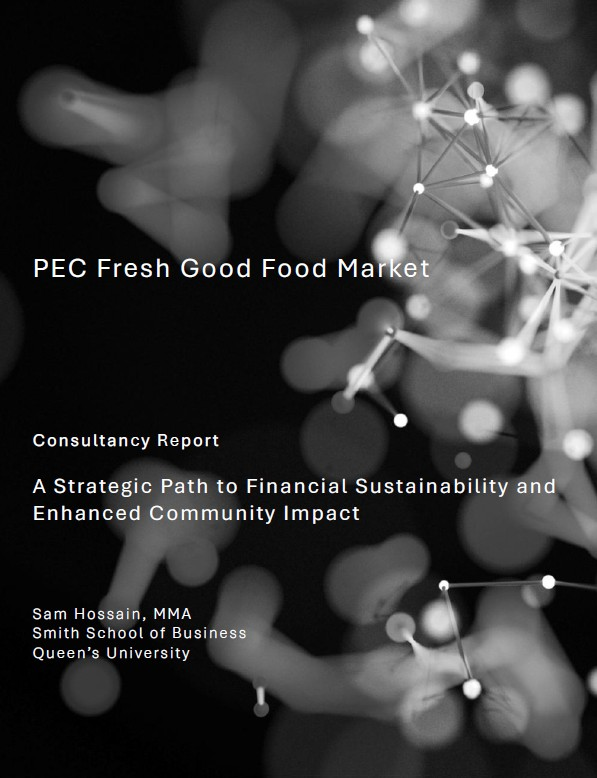 PEC Fresh Good Food Market
Consultancy Report
A Strategic Path to Financial Sustainability and
Enhanced Community Impact
Sam Hossain, MMA
Smith School of Business
Queen’s University